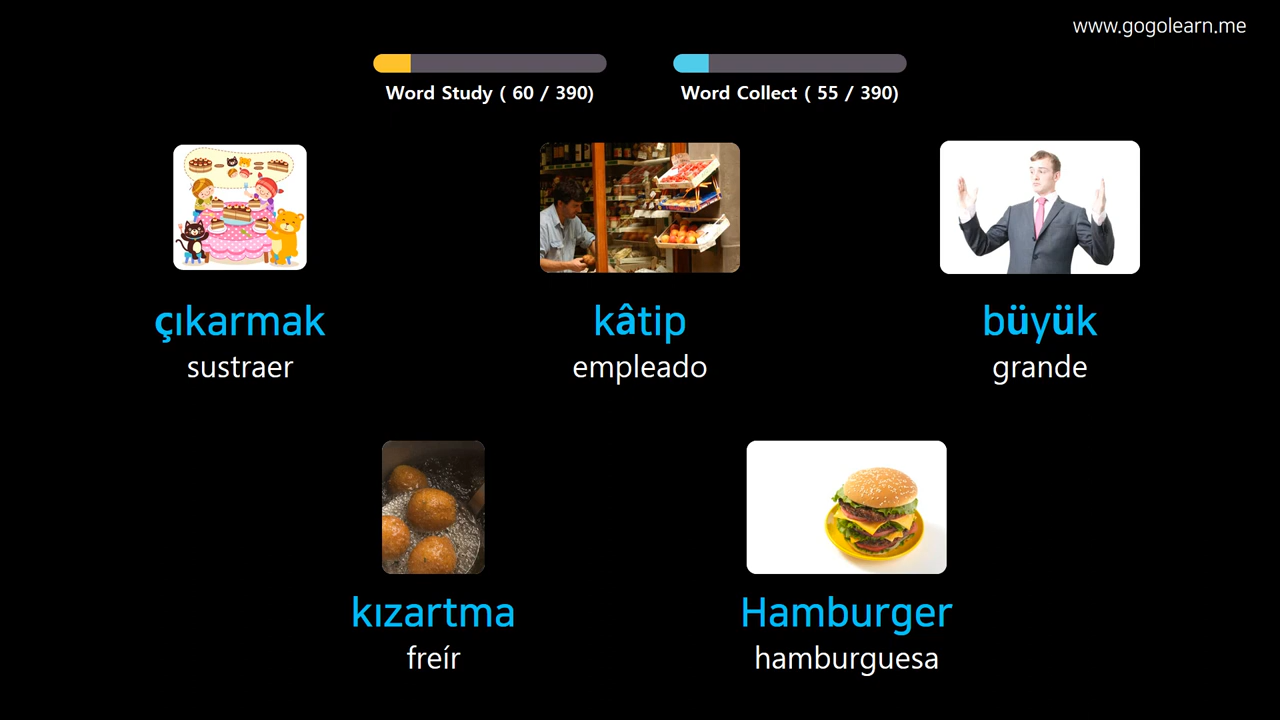 www.gogolearn.me
Word Study ( 60 / 390)
Word Collect ( 55 / 390)
çıkarmak
sustraer
kâtip
empleado
büyük
grande
kızartma
freír
Hamburger
hamburguesa